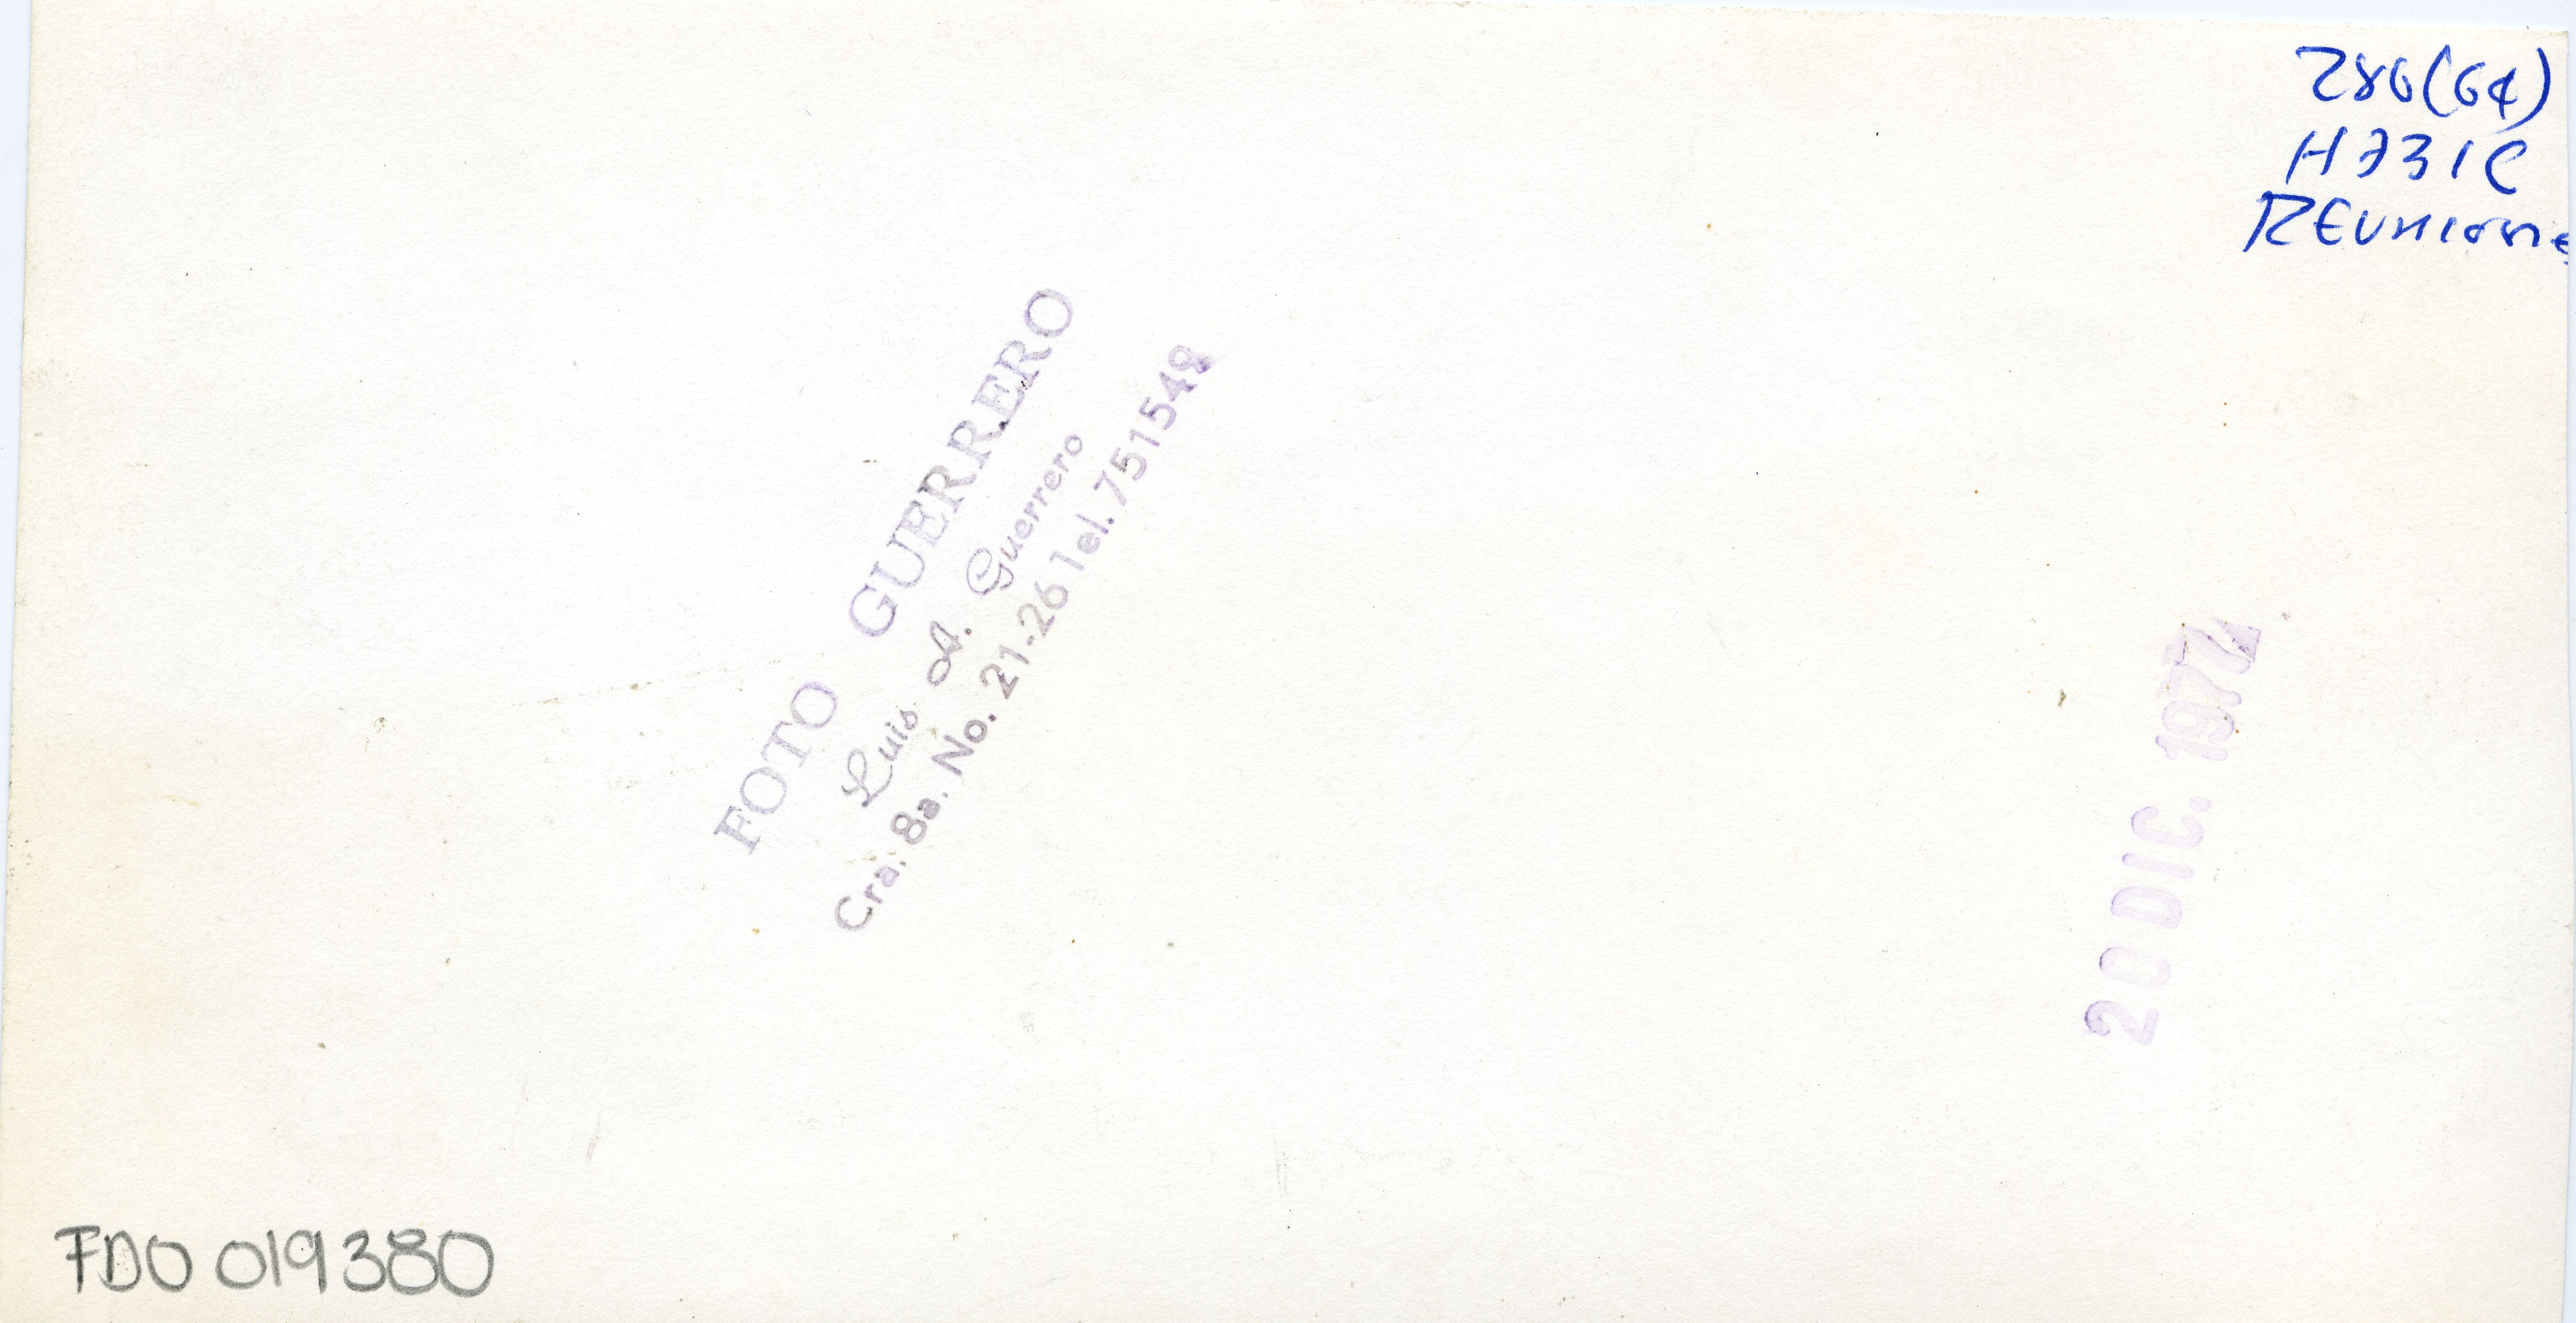 286(64)
H731C
REUNIONE
FOTO GUERRERO
Luis A. Guerrero
Cra. 8a. No. 21-26 Tel. 751548
20 DIC. 1974
FDO 019380